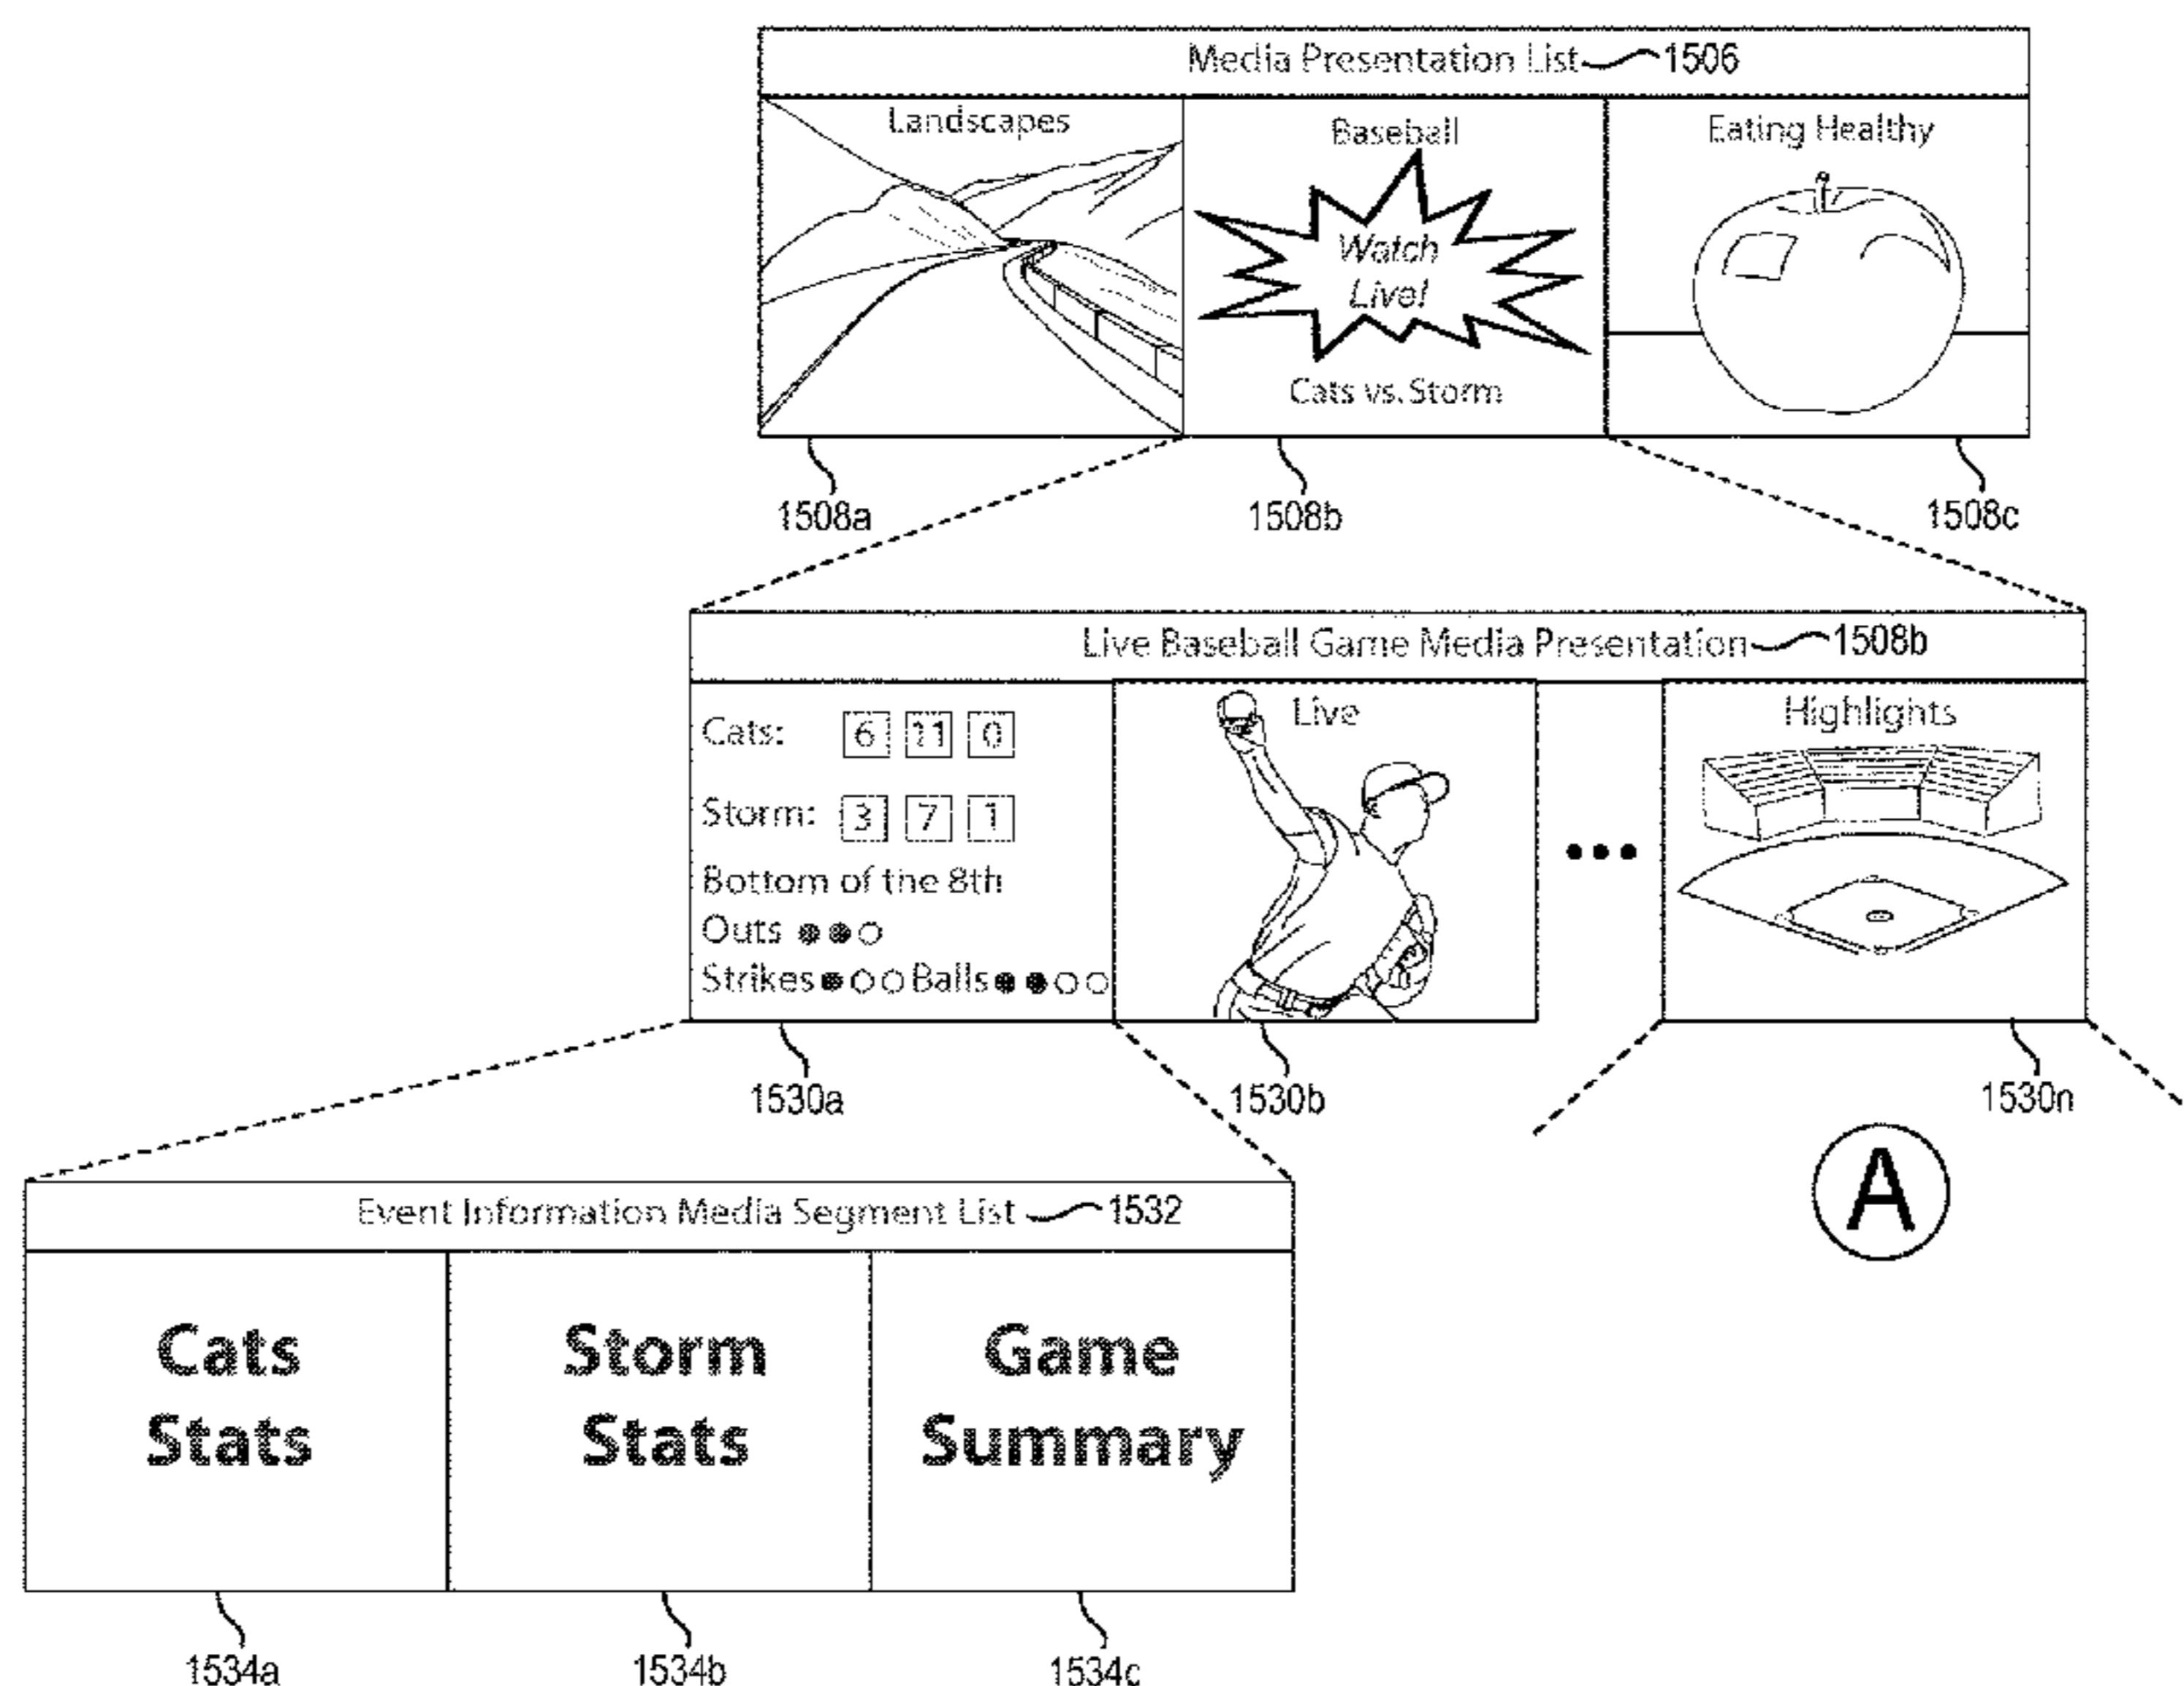 Media Presentation List 1506
Landscapes
Baseball
Eating Healthy
Watch
Live!
Cats vs. Storm
1508a
1508b
1508c
Live Baseball Game Media Presentation 1508b
Cats: 6 11 0
Storm: 3 7 1
Bottom of the 8th
Outs
Strikes Balls
Live
Highlights
1530a
1530b
1530n
A
Event Information Media Segment List 1532
Cats
Stats
Storm
Stats
Game
Summary
1534a
1534b
1534c